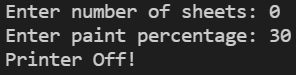 Enter number of sheets: 0
Enter paint percentage: 30
Printer Off!